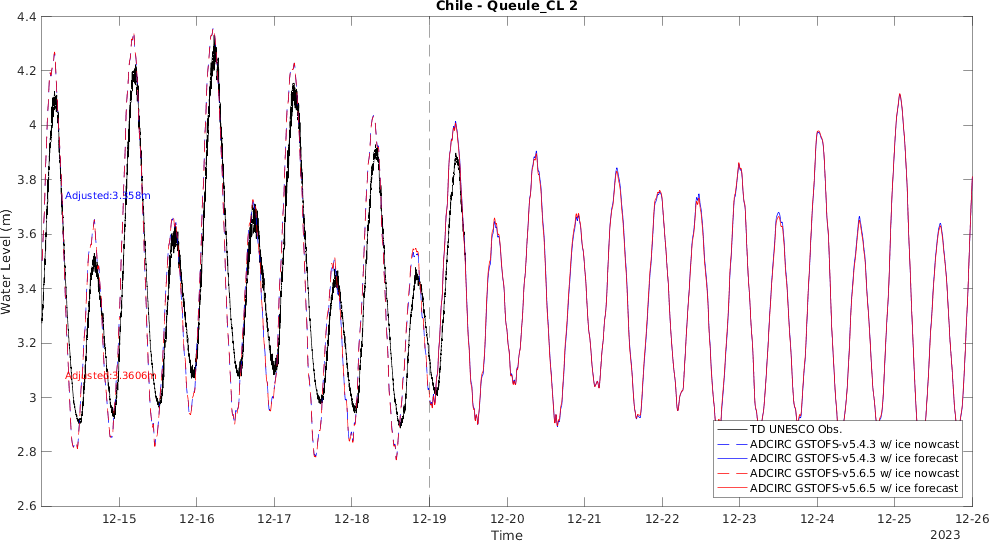 Chile - Queule_CL 2
4.4
4.2
4
3.8
3.6
3.4
3.2
3
2.8
2.6
Water Level (m)
Adjusted:3.358m
Adjusted:3.3606m
TD UNESCO Obs.
ADCIRC GSTOFS-v5.4.3 w/ ice nowcast
ADCIRC GSTOFS-v5.4.3 w/ ice forecast
ADCIRC GSTOFS-v5.6.5 w/ ice nowcast
ADCIRC GSTOFS-v5.6.5 w/ ice forecast
12-15 12-16 12-17 12-18 12-19 12-20 12-21 12-22 12-23 12-24 12-25 12-26
Time
2023